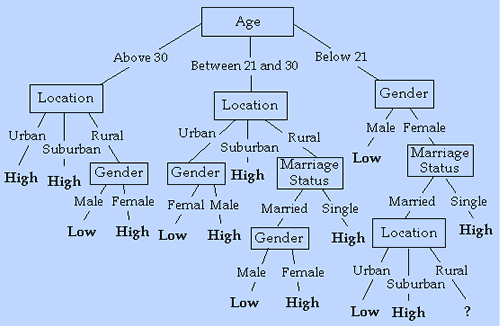 Age
Above 30
Between 21 and 30
Below 21
Location
Location
Gender
Urban
Suburban
Rural
Urban
Suburban
Rural
Male
Female
High
High
Gender
Gender
High
Marriage
Status
Low
Marriage
Status
Male
Female
Femal
Male
Married
Single
Married
Single
Low
High
Low
High
Gender
High
Location
High
Male
Female
Urban
Suburban
Rural
Low
High
Low
High
?